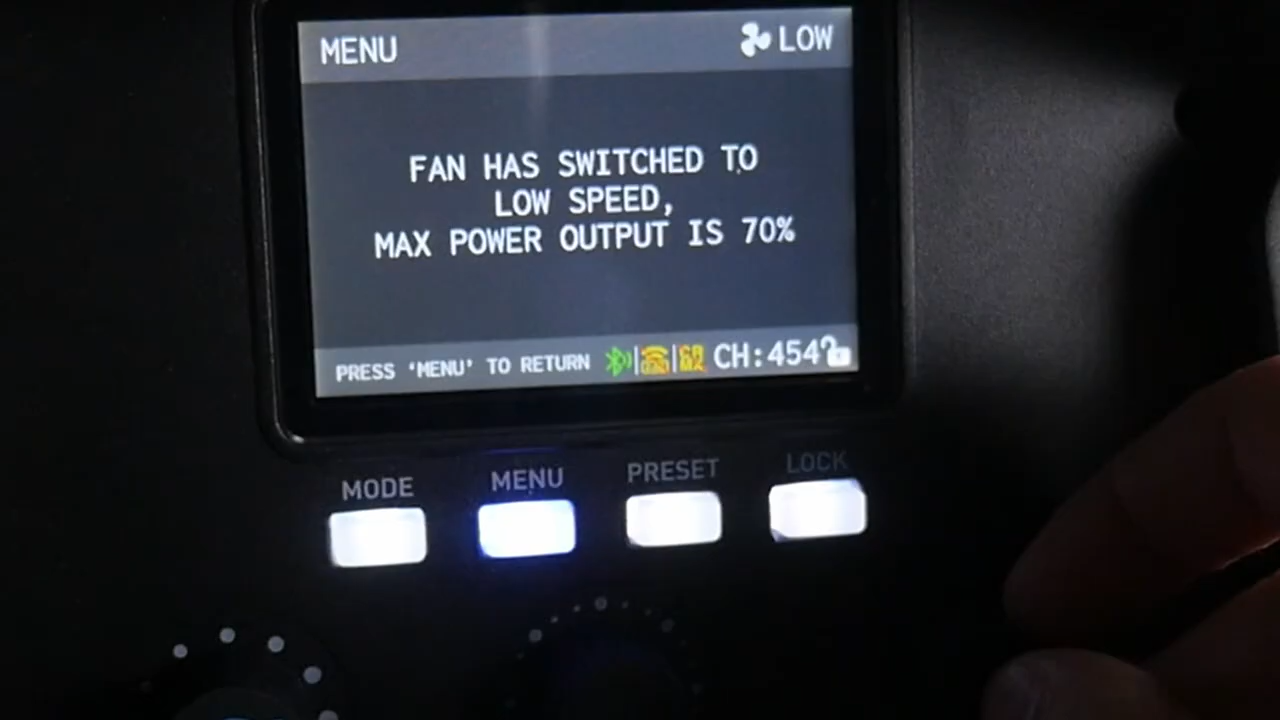 MENU LOW
FAN HAS SWITCHED TO
LOW SPEED,
MAX POWER OUTPUT IS 70%
PRESS ‘MENU’ TO RETURN CH:454
MODE MENU PRESET LOCK